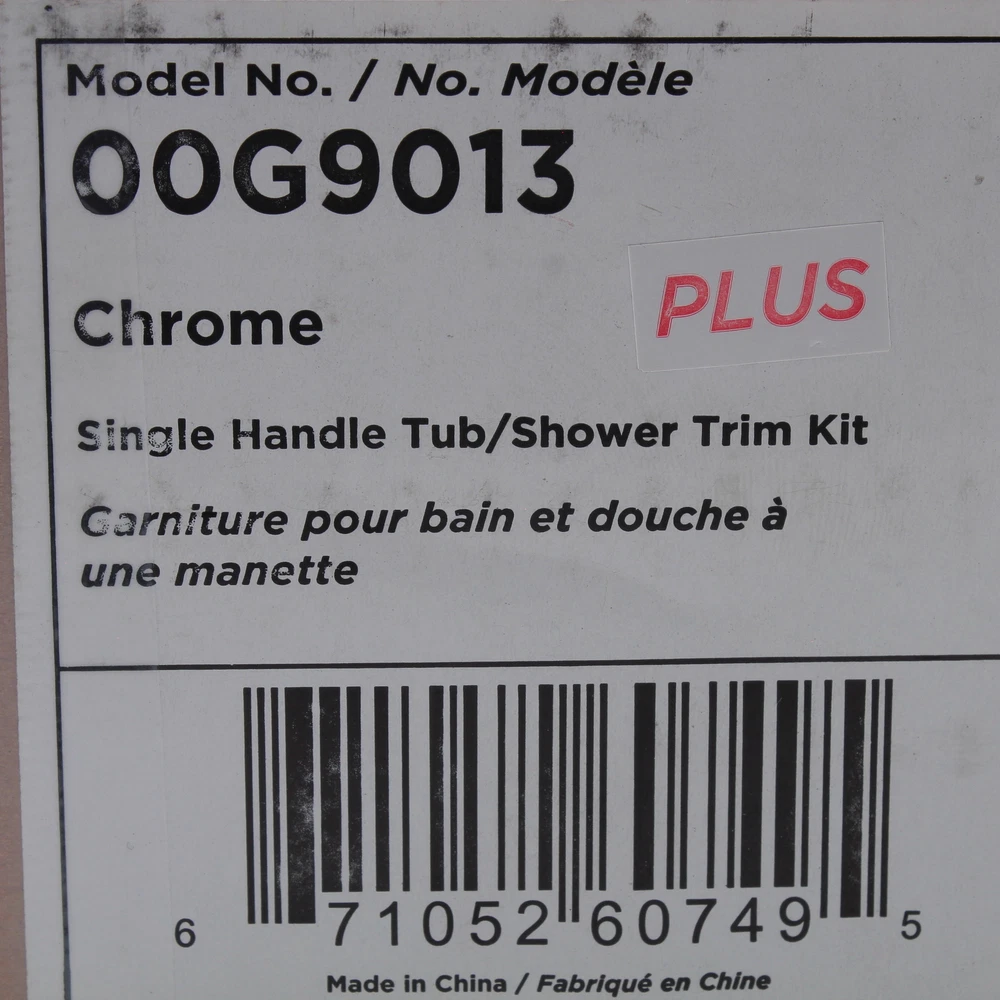 Model No. / No. Modèle
00G9013
PLUS
Chrome
Single Handle Tub/Shower Trim Kit
Garniture pour bain et douche à
une manette
6 71052 60749 5
Made in China / Fabriqué en Chine